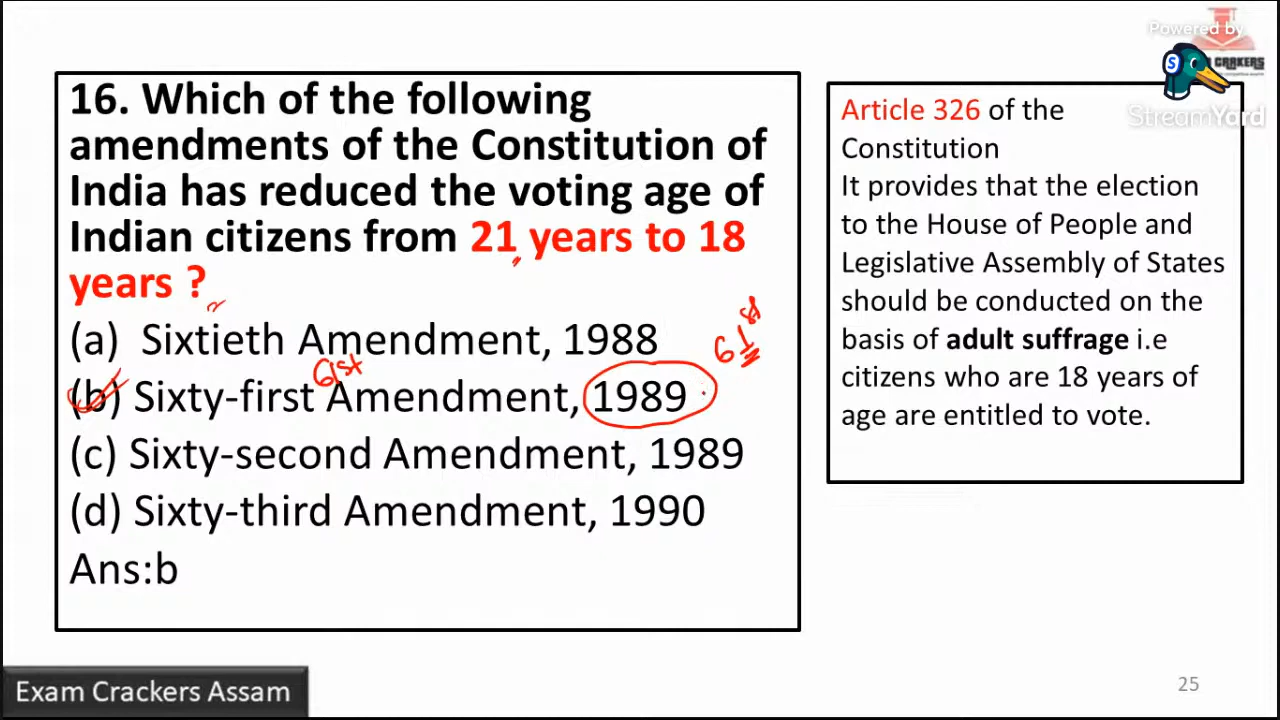 Powered by
CRAKERS
StreamYard
16. Which of the following
amendments of the Constitution of
India has reduced the voting age of
Indian citizens from 21 years to 18
years ?
(a) Sixtieth Amendment, 1988
61st
61st
(b) Sixty-first Amendment, 1989
(c) Sixty-second Amendment, 1989
(d) Sixty-third Amendment, 1990
Ans:b
Article 326 of the
Constitution
It provides that the election
to the House of People and
Legislative Assembly of States
should be conducted on the
basis of adult suffrage i.e
citizens who are 18 years of
age are entitled to vote.
Exam Crackers Assam
25